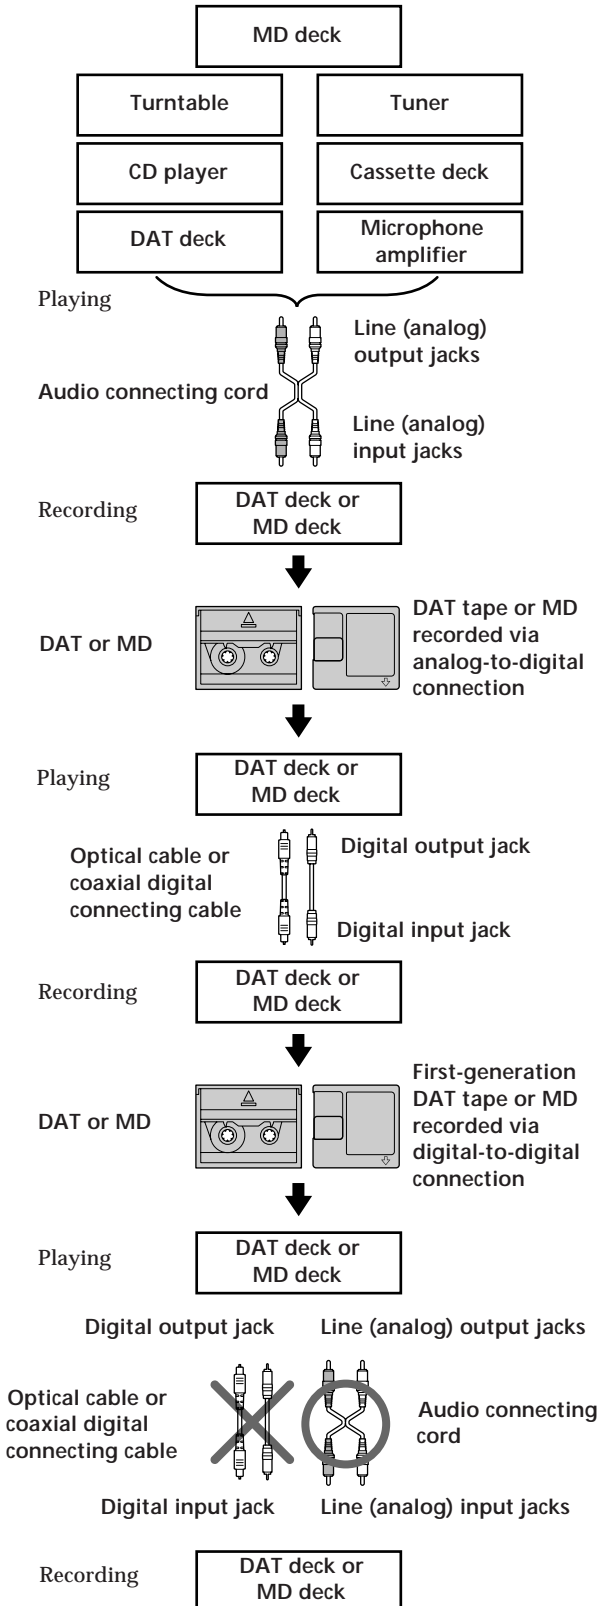 MD deck
Turntable
Tuner
CD player
Cassette deck
DAT deck
Microphone
amplifier
Playing
Line (analog)
output jacks
Audio connecting cord
Line (analog)
input jacks
Recording
DAT deck or
MD deck
DAT or MD
DAT tape or MD
recorded via
analog-to-digital
connection
Playing
DAT deck or
MD deck
Optical cable or
coaxial digital
connecting cable
Digital output jack
Digital input jack
Recording
DAT deck or
MD deck
DAT or MD
First-generation
DAT tape or MD
recorded via
digital-to-digital
connection
Playing
DAT deck or
MD deck
Digital output jack
Line (analog) output jacks
Optical cable or
coaxial digital
connecting cable
Audio connecting
cord
Digital input jack
Line (analog) input jacks
Recording
DAT deck or
MD deck